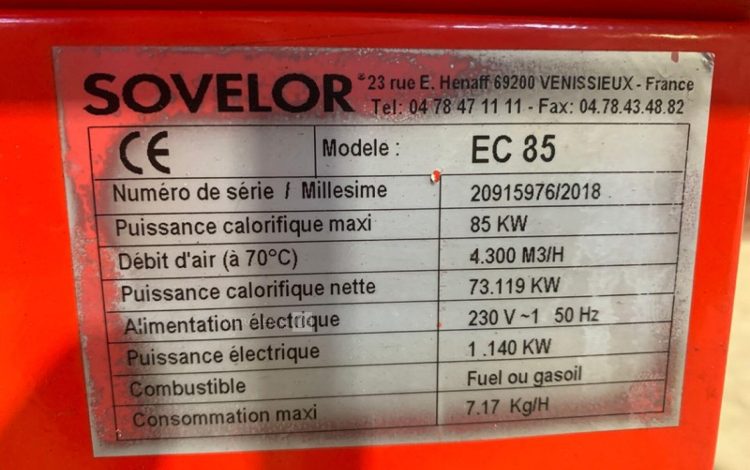 SOVELOR ® 23 rue E. Henaff 69200 VENISSIEUX - France
Tel: 04 78 47 11 11 - Fax: 04.78.43.48.82
CE Modele : EC 85
Numéro de série / Millesime 20915976/2018
Puissance calorifique maxi 85 KW
Débit d'air (à 70°C) 4.300 M3/H
Puissance calorifique nette 73.119 KW
Alimentation électrique 230 V ~1 50 Hz
Puissance électrique 1 .140 KW
Combustible Fuel ou gasoil
Consommation maxi 7.17 Kg/H